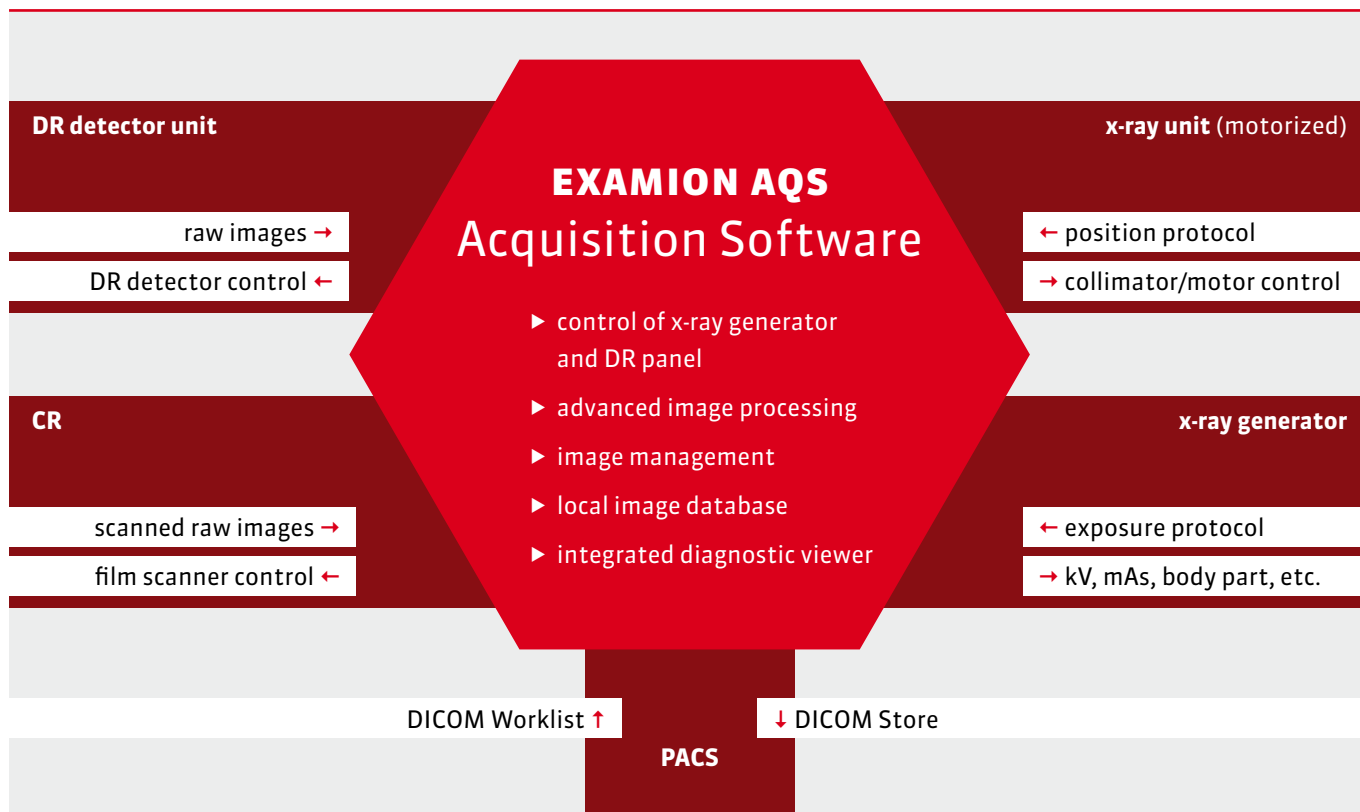 DR detector unit
raw images →
DR detector control ←
CR
scanned raw images →
film scanner control ←
EXAMION AQS
Acquisition Software
▶ control of x-ray generator
and DR panel
▶ advanced image processing
▶ image management
▶ local image database
▶ integrated diagnostic viewer
x-ray unit (motorized)
← position protocol
→ collimator/motor control
x-ray generator
← exposure protocol
→ kV, mAs, body part, etc.
DICOM Worklist ↑
↓ DICOM Store
PACS